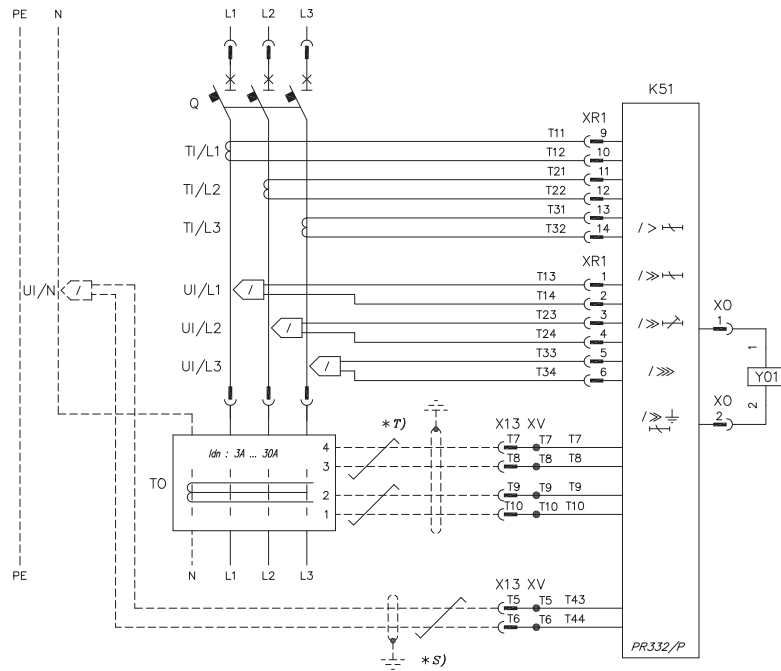 PE N L1 L2 L3
K51
Q
XR1
T11 9
TI/L1 T12 10
T21 11
TI/L2 T22 12
T31 13
TI/L3 T32 14
/ >
XR1
T13 1
/ ≫
UI/N / UI/L1 / T14 2
T23 3
/ ≫ XO
1
UI/L2 / T24 4
T33 5
1
UI/L3 / T34 6
/ ⋙ Y01
2
XO
2
/ ≫
*T) X13 XV
Idn : 3A ... 30A 4 T7 T7 T7
3 T8 T8 T8
TO 2 T9 T9 T9
1 T10 T10 T10
PE N L1 L2 L3
X13 XV
T5 T5 T43
T6 T6 T44
*S) PR332/P